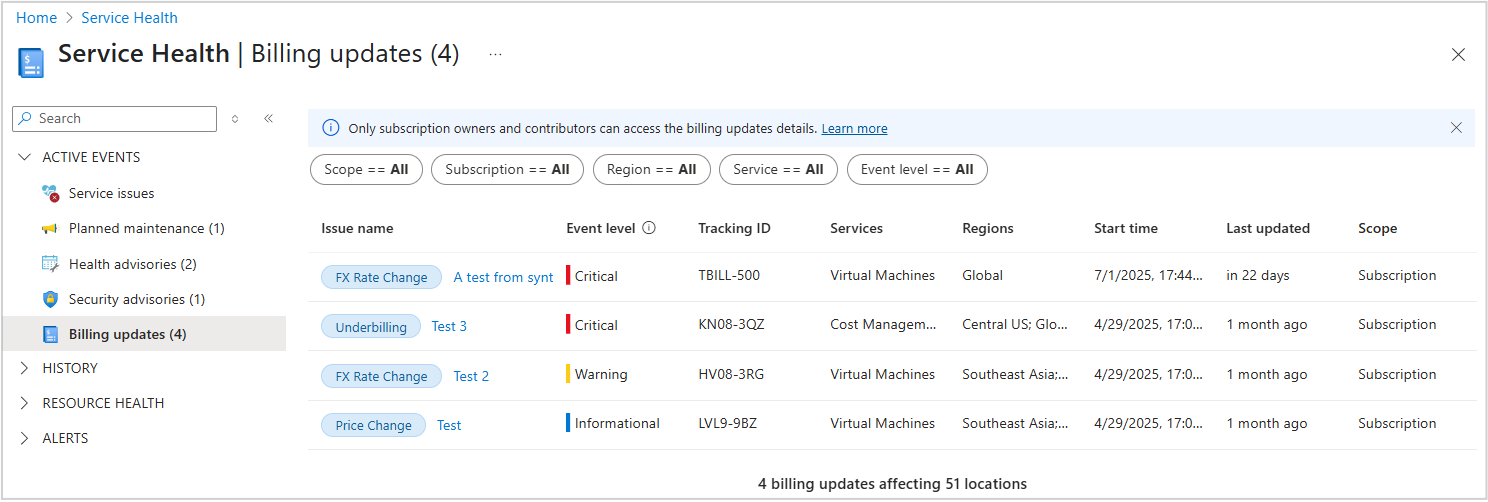 Home > Service Health
Service Health | Billing updates (4) ...
Search
Only subscription owners and contributors can access the billing updates details. Learn more
Scope == All Subscription == All Region == All Service == All Event level == All
ACTIVE EVENTS
Service issues
Planned maintenance (1)
Health advisories (2)
Security advisories (1)
Billing updates (4)
HISTORY
RESOURCE HEALTH
ALERTS
Issue name Event level Tracking ID Services Regions Start time Last updated Scope
FX Rate Change A test from synt Critical TBILL-500 Virtual Machines Global 7/1/2025, 17:44... in 22 days Subscription
Underbilling Test 3 Critical KN08-3QZ Cost Managem... Central US; Glo... 4/29/2025, 17:0... 1 month ago Subscription
FX Rate Change Test 2 Warning HV08-3RG Virtual Machines Southeast Asia;... 4/29/2025, 17:0... 1 month ago Subscription
Price Change Test Informational LVL9-9BZ Virtual Machines Southeast Asia;... 4/29/2025, 17:0... 1 month ago Subscription
4 billing updates affecting 51 locations